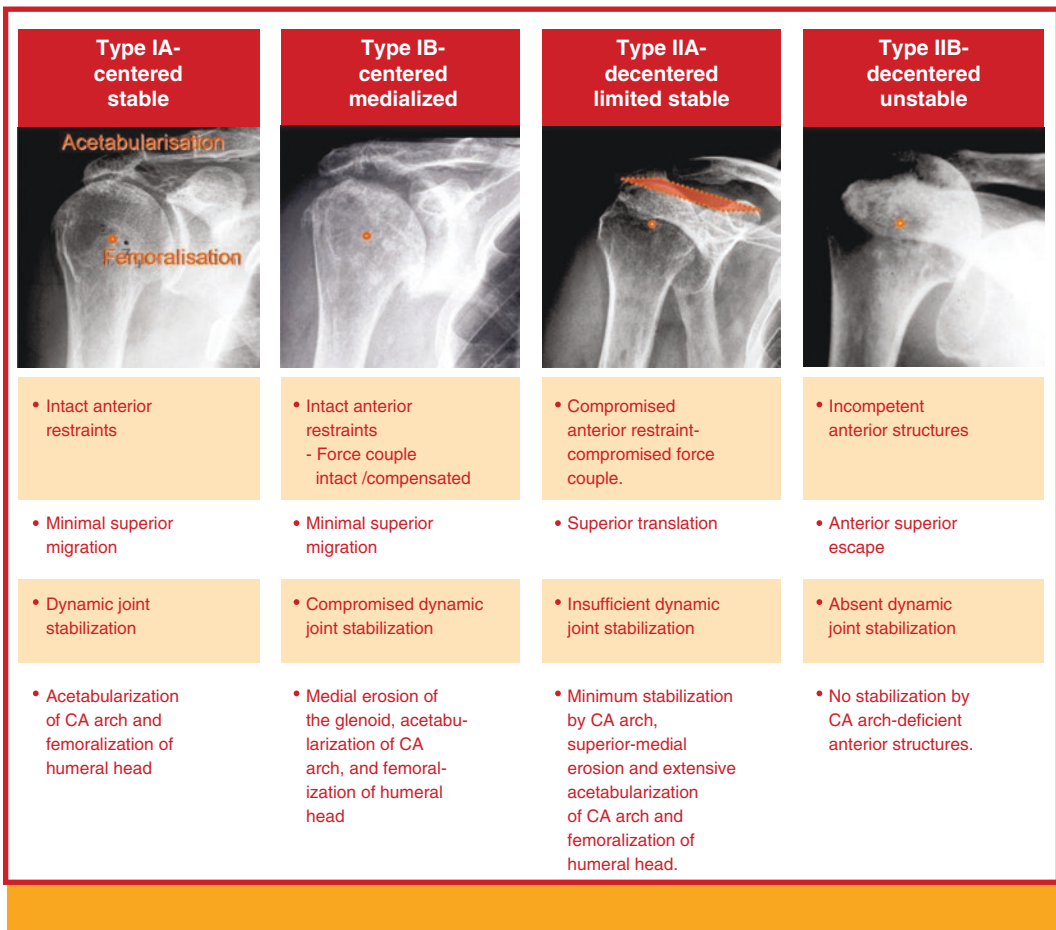 Type IA-
centered
stable
Type IB-
centered
medialized
Type IIA-
decentered
limited stable
Type IIB-
decentered
unstable
Acetabularisation
Femoralisation
• Intact anterior
restraints
• Intact anterior
restraints
- Force couple
intact /compensated
• Compromised
anterior restraint-
compromised force
couple.
• Incompetent
anterior structures
• Minimal superior
migration
• Minimal superior
migration
• Superior translation
• Anterior superior
escape
• Dynamic joint
stabilization
• Compromised dynamic
joint stabilization
• Insufficient dynamic
joint stabilization
• Absent dynamic
joint stabilization
• Acetabularization
of CA arch and
femoralization of
humeral head
• Medial erosion of
the glenoid, acetabu-
larization of CA
arch, and femoral-
ization of humeral
head
• Minimum stabilization
by CA arch,
superior-medial
erosion and extensive
acetabularization
of CA arch and
femoralization of
humeral head.
• No stabilization by
CA arch-deficient
anterior structures.